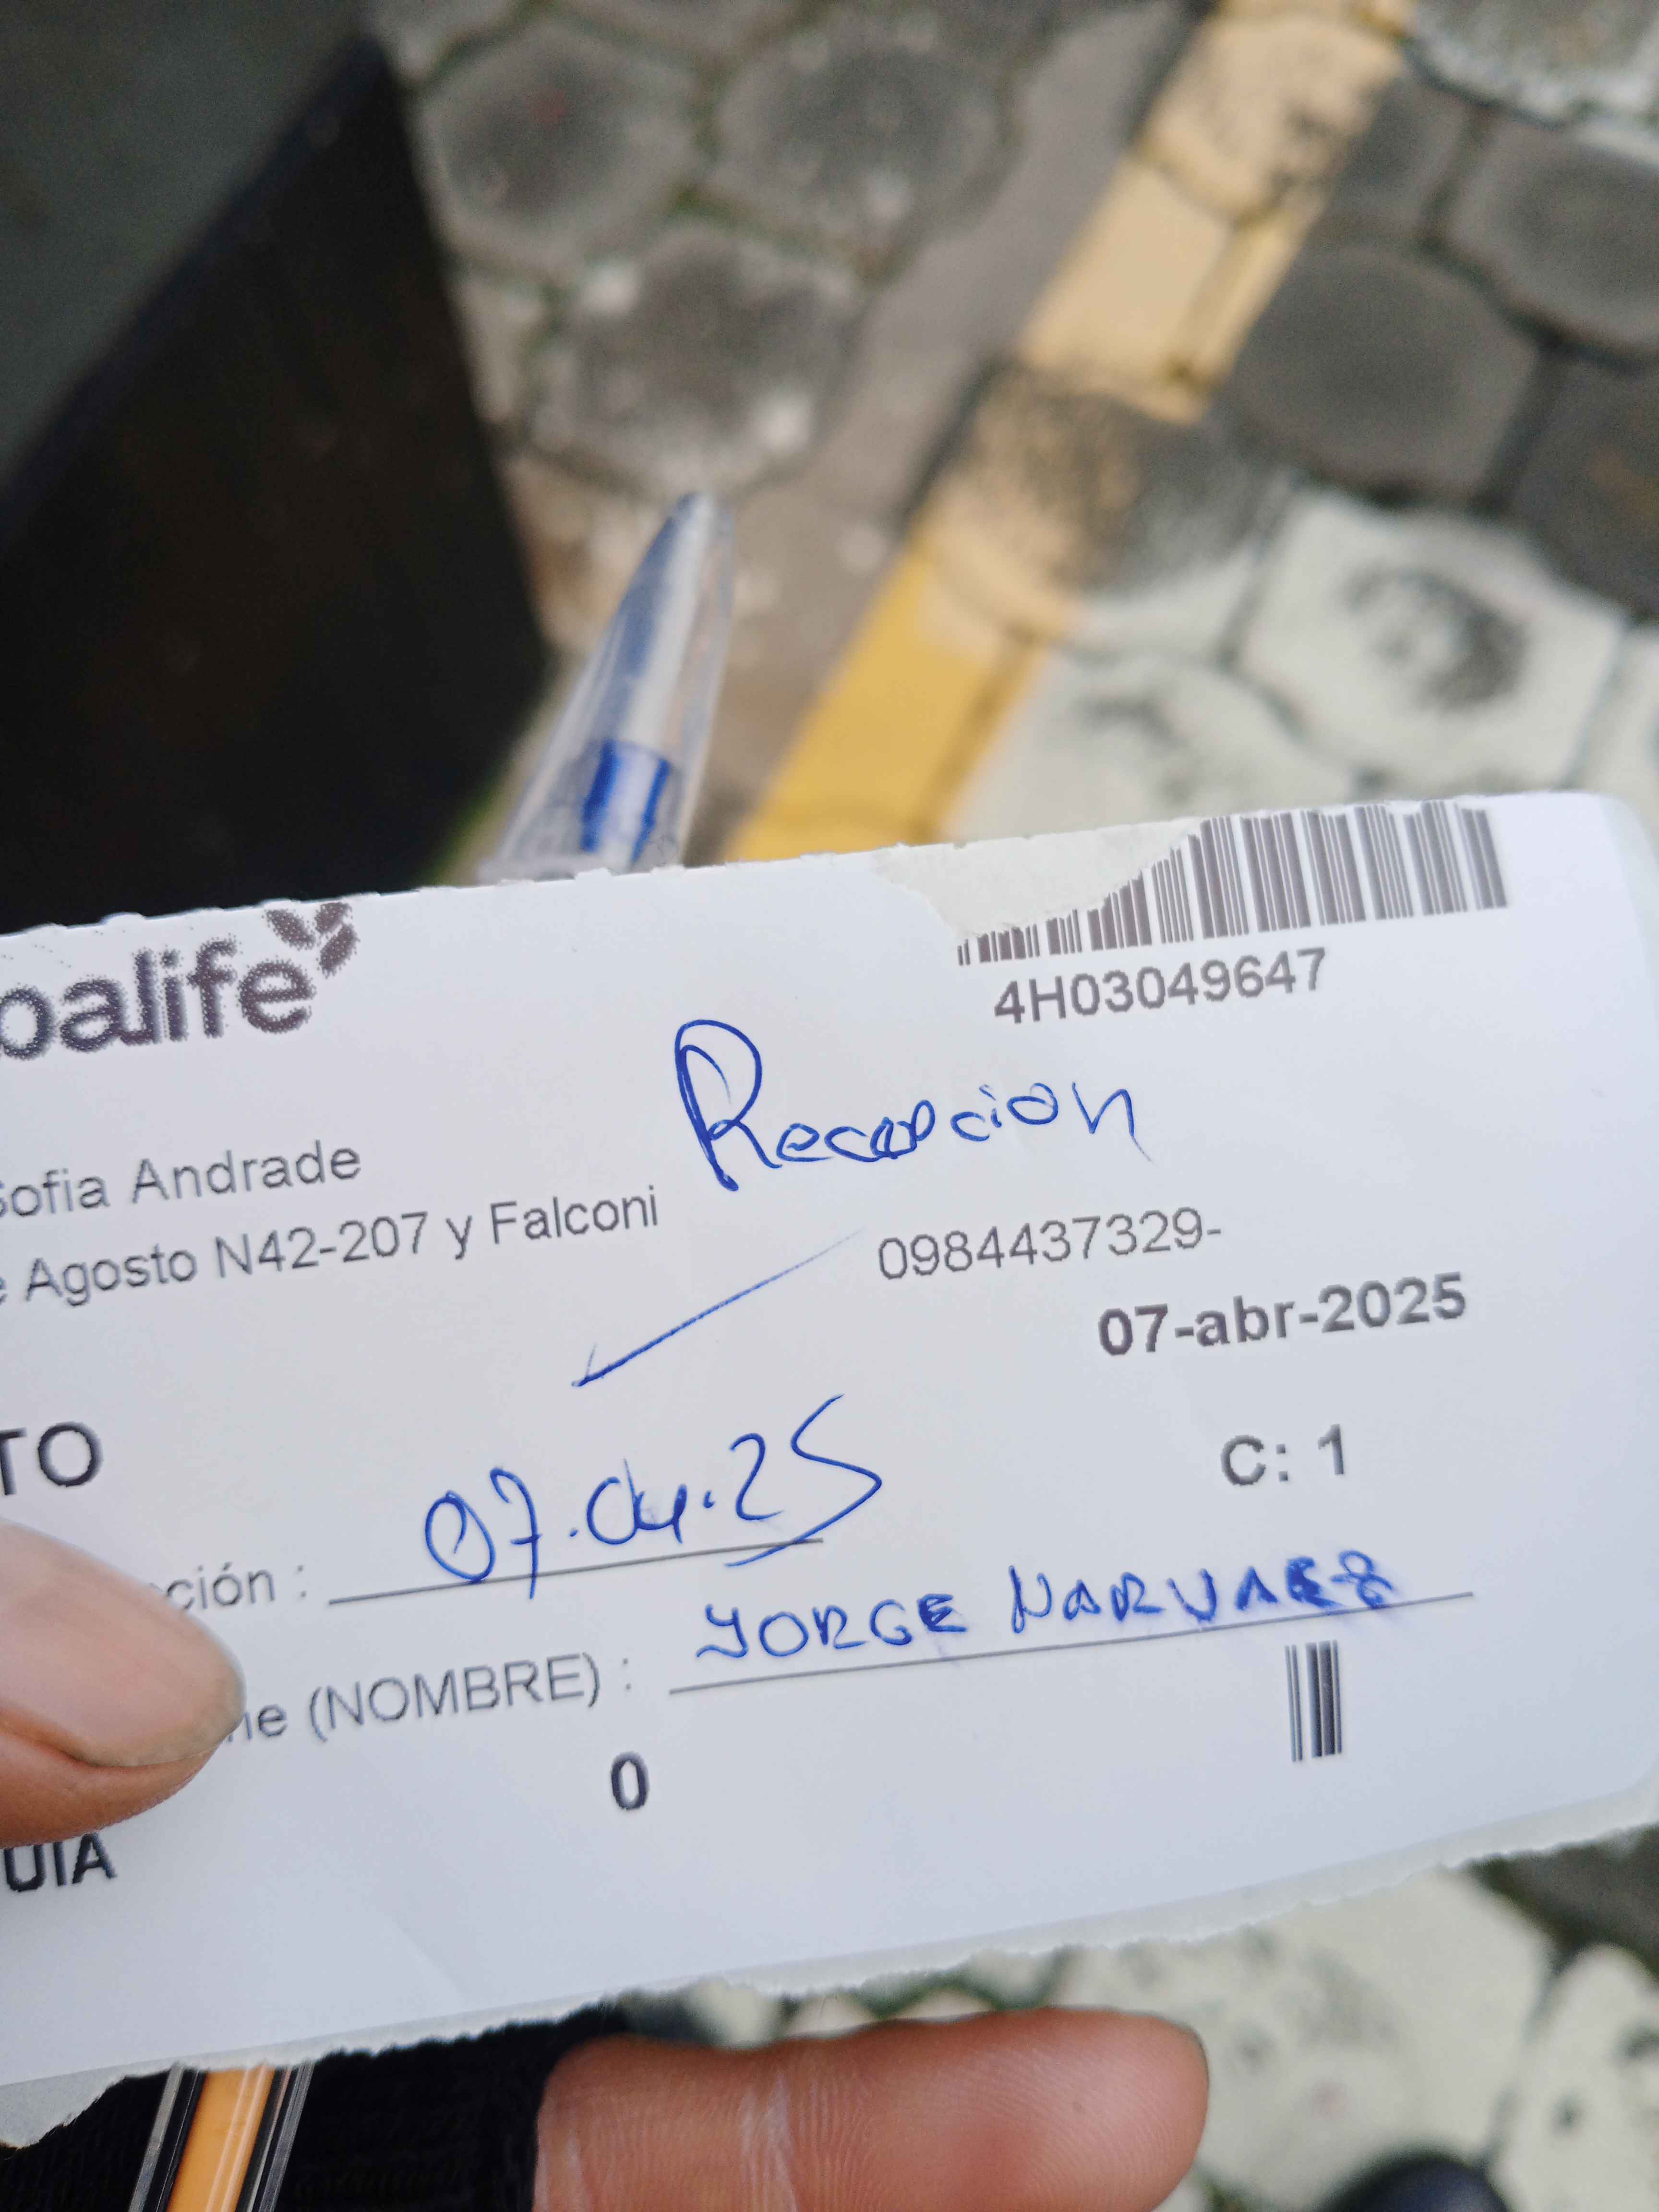 balife
4H03049647
Recepcion
Sofia Andrade
e Agosto N42-207 y Falconi
0984437329-
07-abr-2025
TO
C: 1
ción : 07.04.25
ne (NOMBRE) : JORGE NARVAEZ
0
UIA